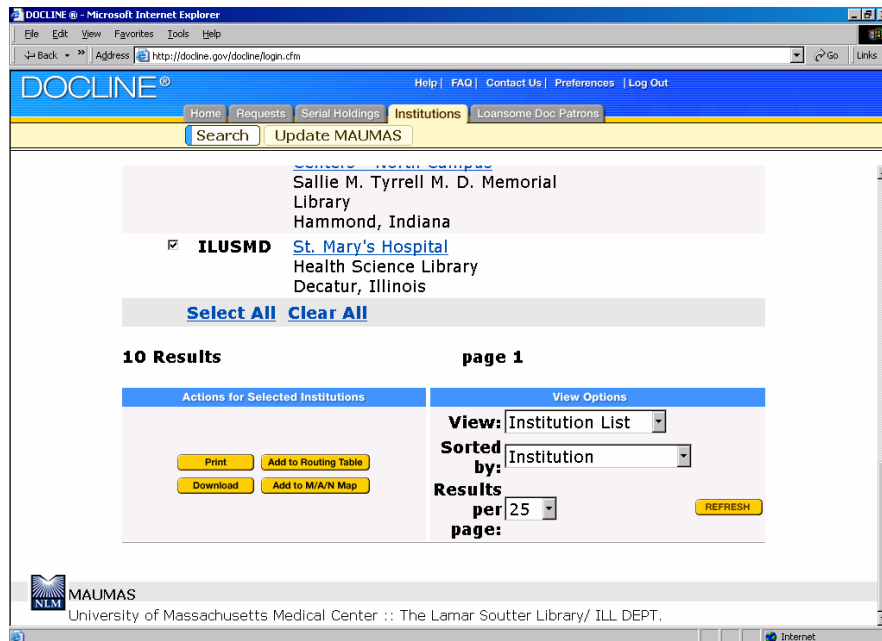 DOCLINE ® - Microsoft Internet Explorer
File Edit View Favorites Tools Help
Back » Address http://docline.gov/docline/login.cfm Go Links
DOCLINE® Help | FAQ | Contact Us | Preferences | Log Out
Home Requests Serial Holdings Institutions Loansome Doc Patrons
Search Update MAUMAS
Centers - North Campus
Sallie M. Tyrrell M. D. Memorial
Library
Hammond, Indiana
ILUSMD St. Mary's Hospital
Health Science Library
Decatur, Illinois
Select All Clear All
10 Results page 1
Actions for Selected Institutions View Options
View: Institution List
Sorted by: Institution
Print Add to Routing Table
Download Add to M/A/N Map
Results per page: 25 REFRESH
NLM MAUMAS
University of Massachusetts Medical Center :: The Lamar Soutter Library/ ILL DEPT.
Internet